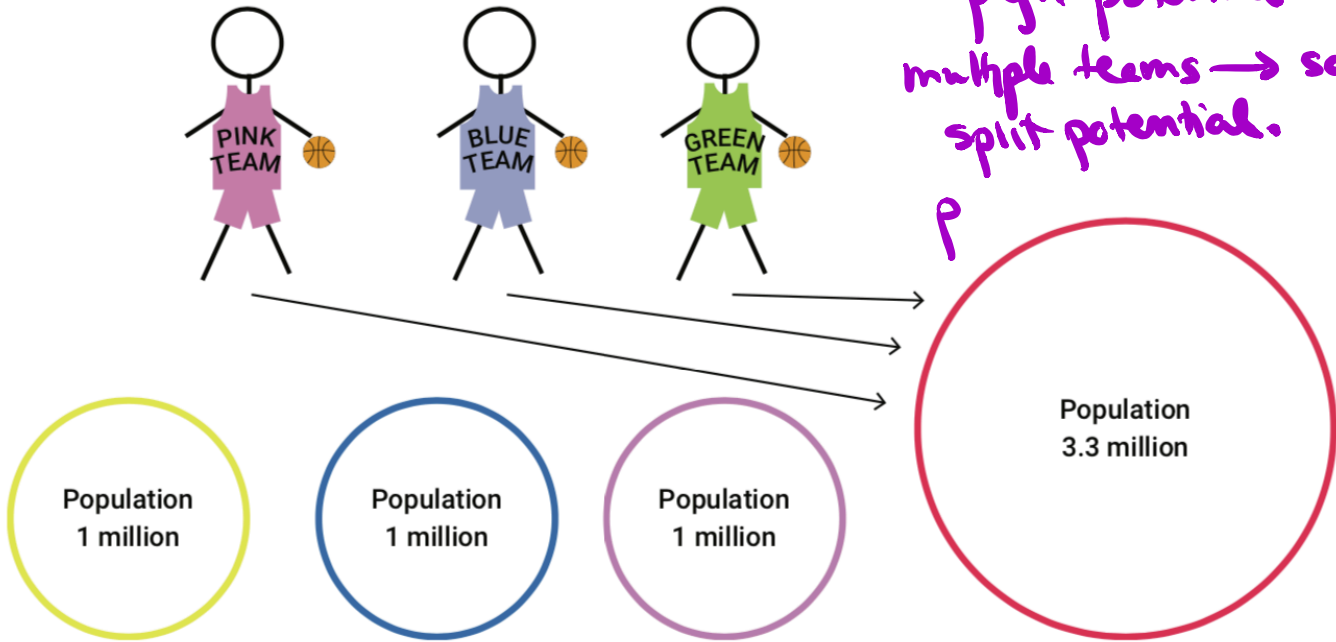 PINK
TEAM
BLUE
TEAM
GREEN
TEAM
multiple teams → 
split potential.
P
Population
3.3 million
Population
1 million
Population
1 million
Population
1 million